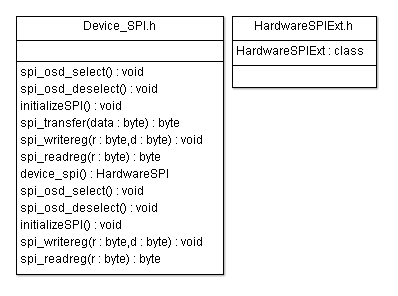 Device_SPI.h
spi_osd_select() : void
spi_osd_deselect() : void
initializeSPI() : void
spi_transfer(data : byte) : byte
spi_writereg(r : byte,d : byte) : void
spi_readreg(r : byte) : byte
device_spi() : HardwareSPI
spi_osd_select() : void
spi_osd_deselect() : void
initializeSPI() : void
spi_writereg(r : byte,d : byte) : void
spi_readreg(r : byte) : byte
HardwareSPIExt.h
HardwareSPIExt : class